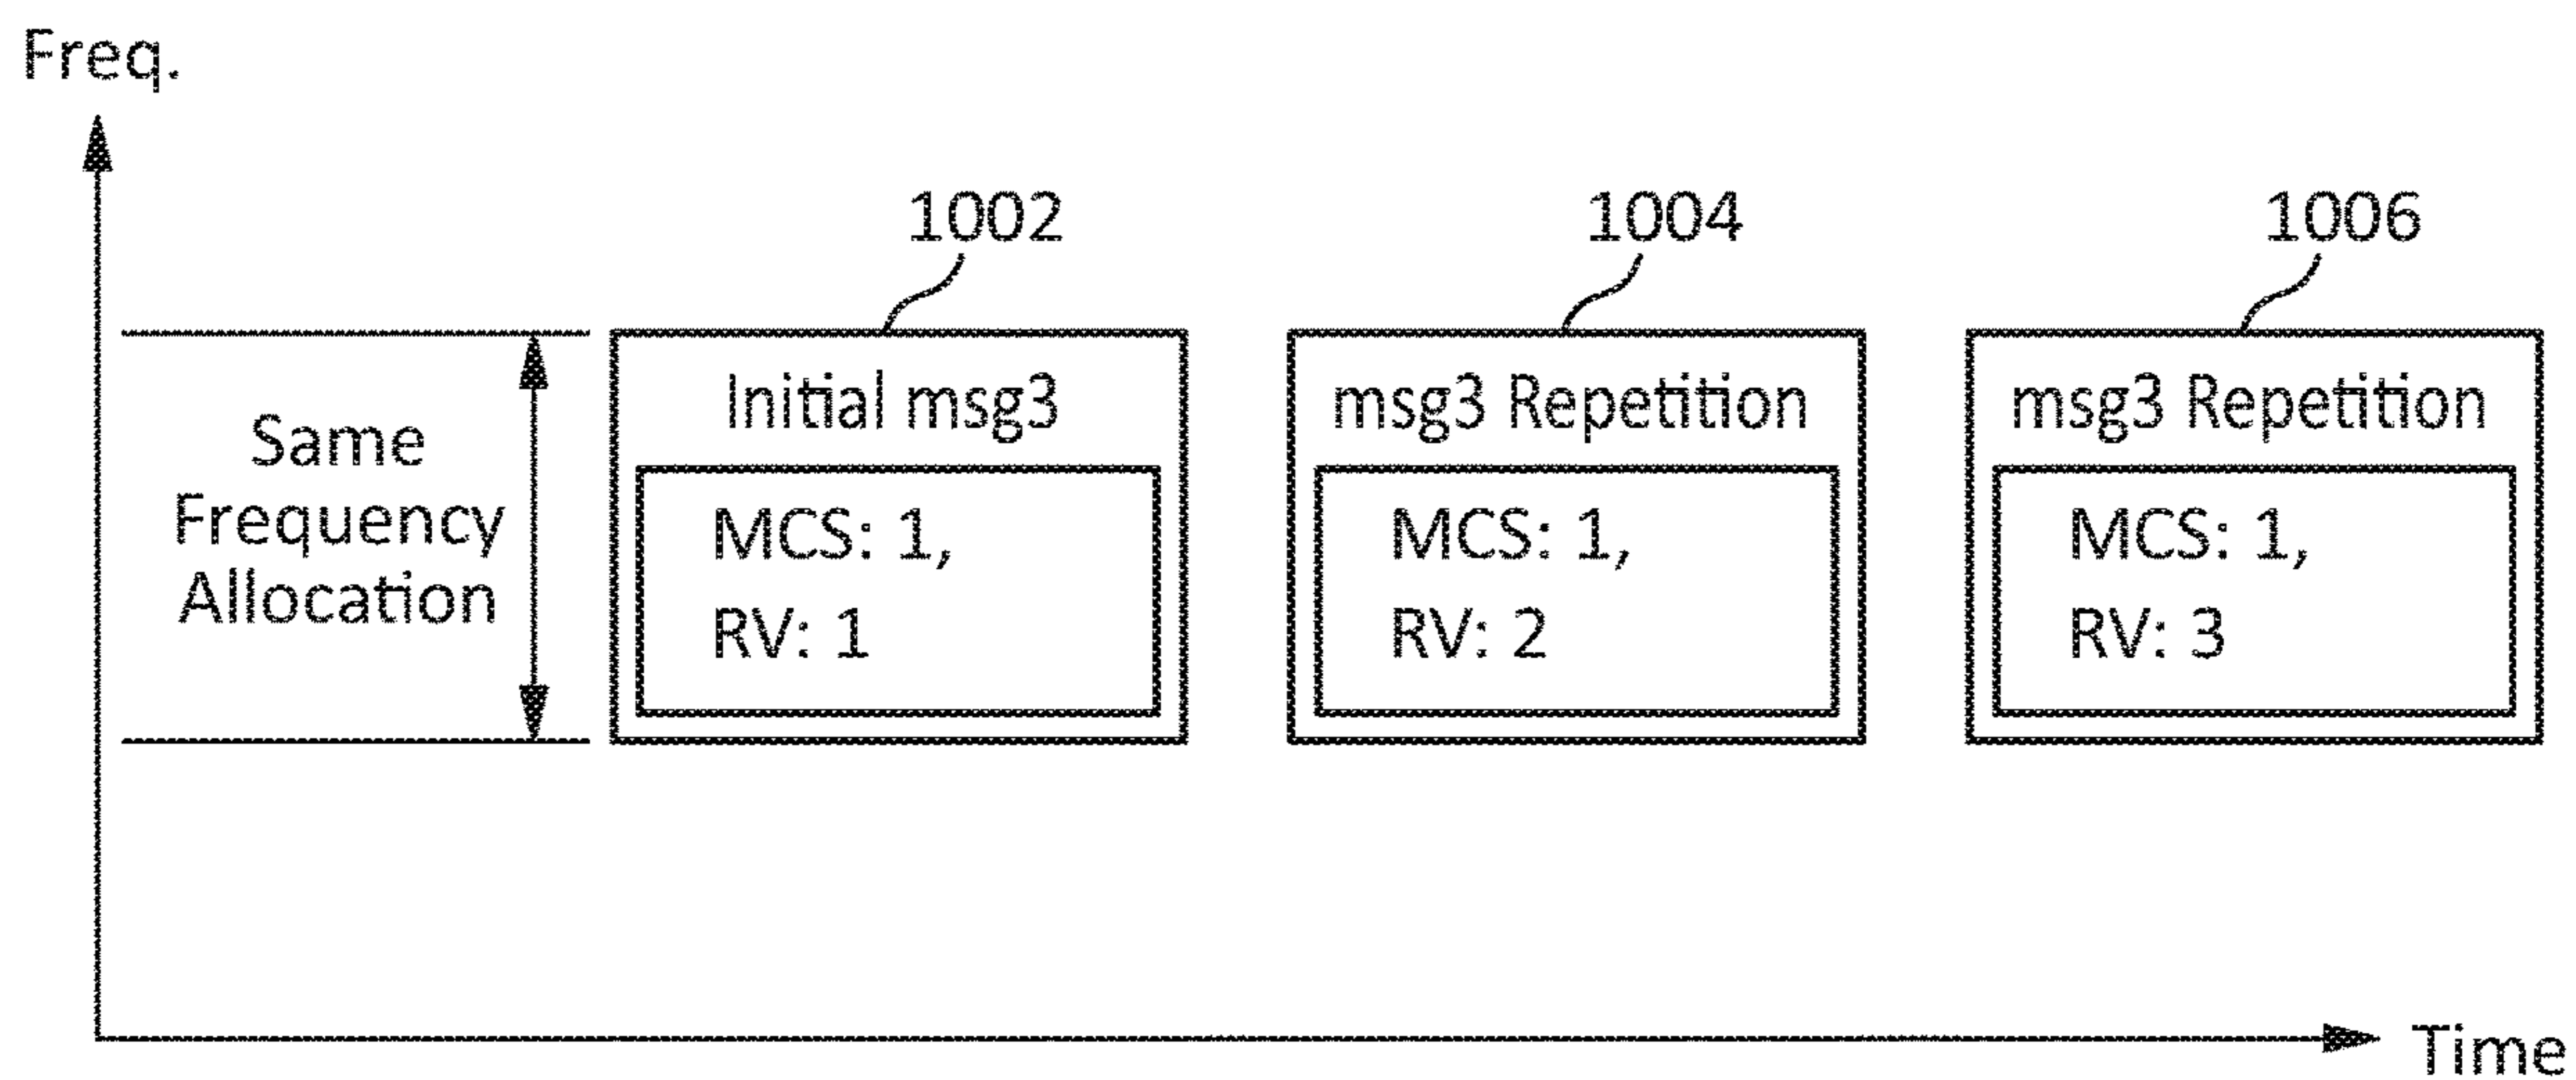 Freq.
1002
1004
1006
Same
Frequency
Allocation
Initial msg3
MCS: 1,
RV: 1
msg3 Repetition
MCS: 1,
RV: 2
msg3 Repetition
MCS: 1,
RV: 3
Time